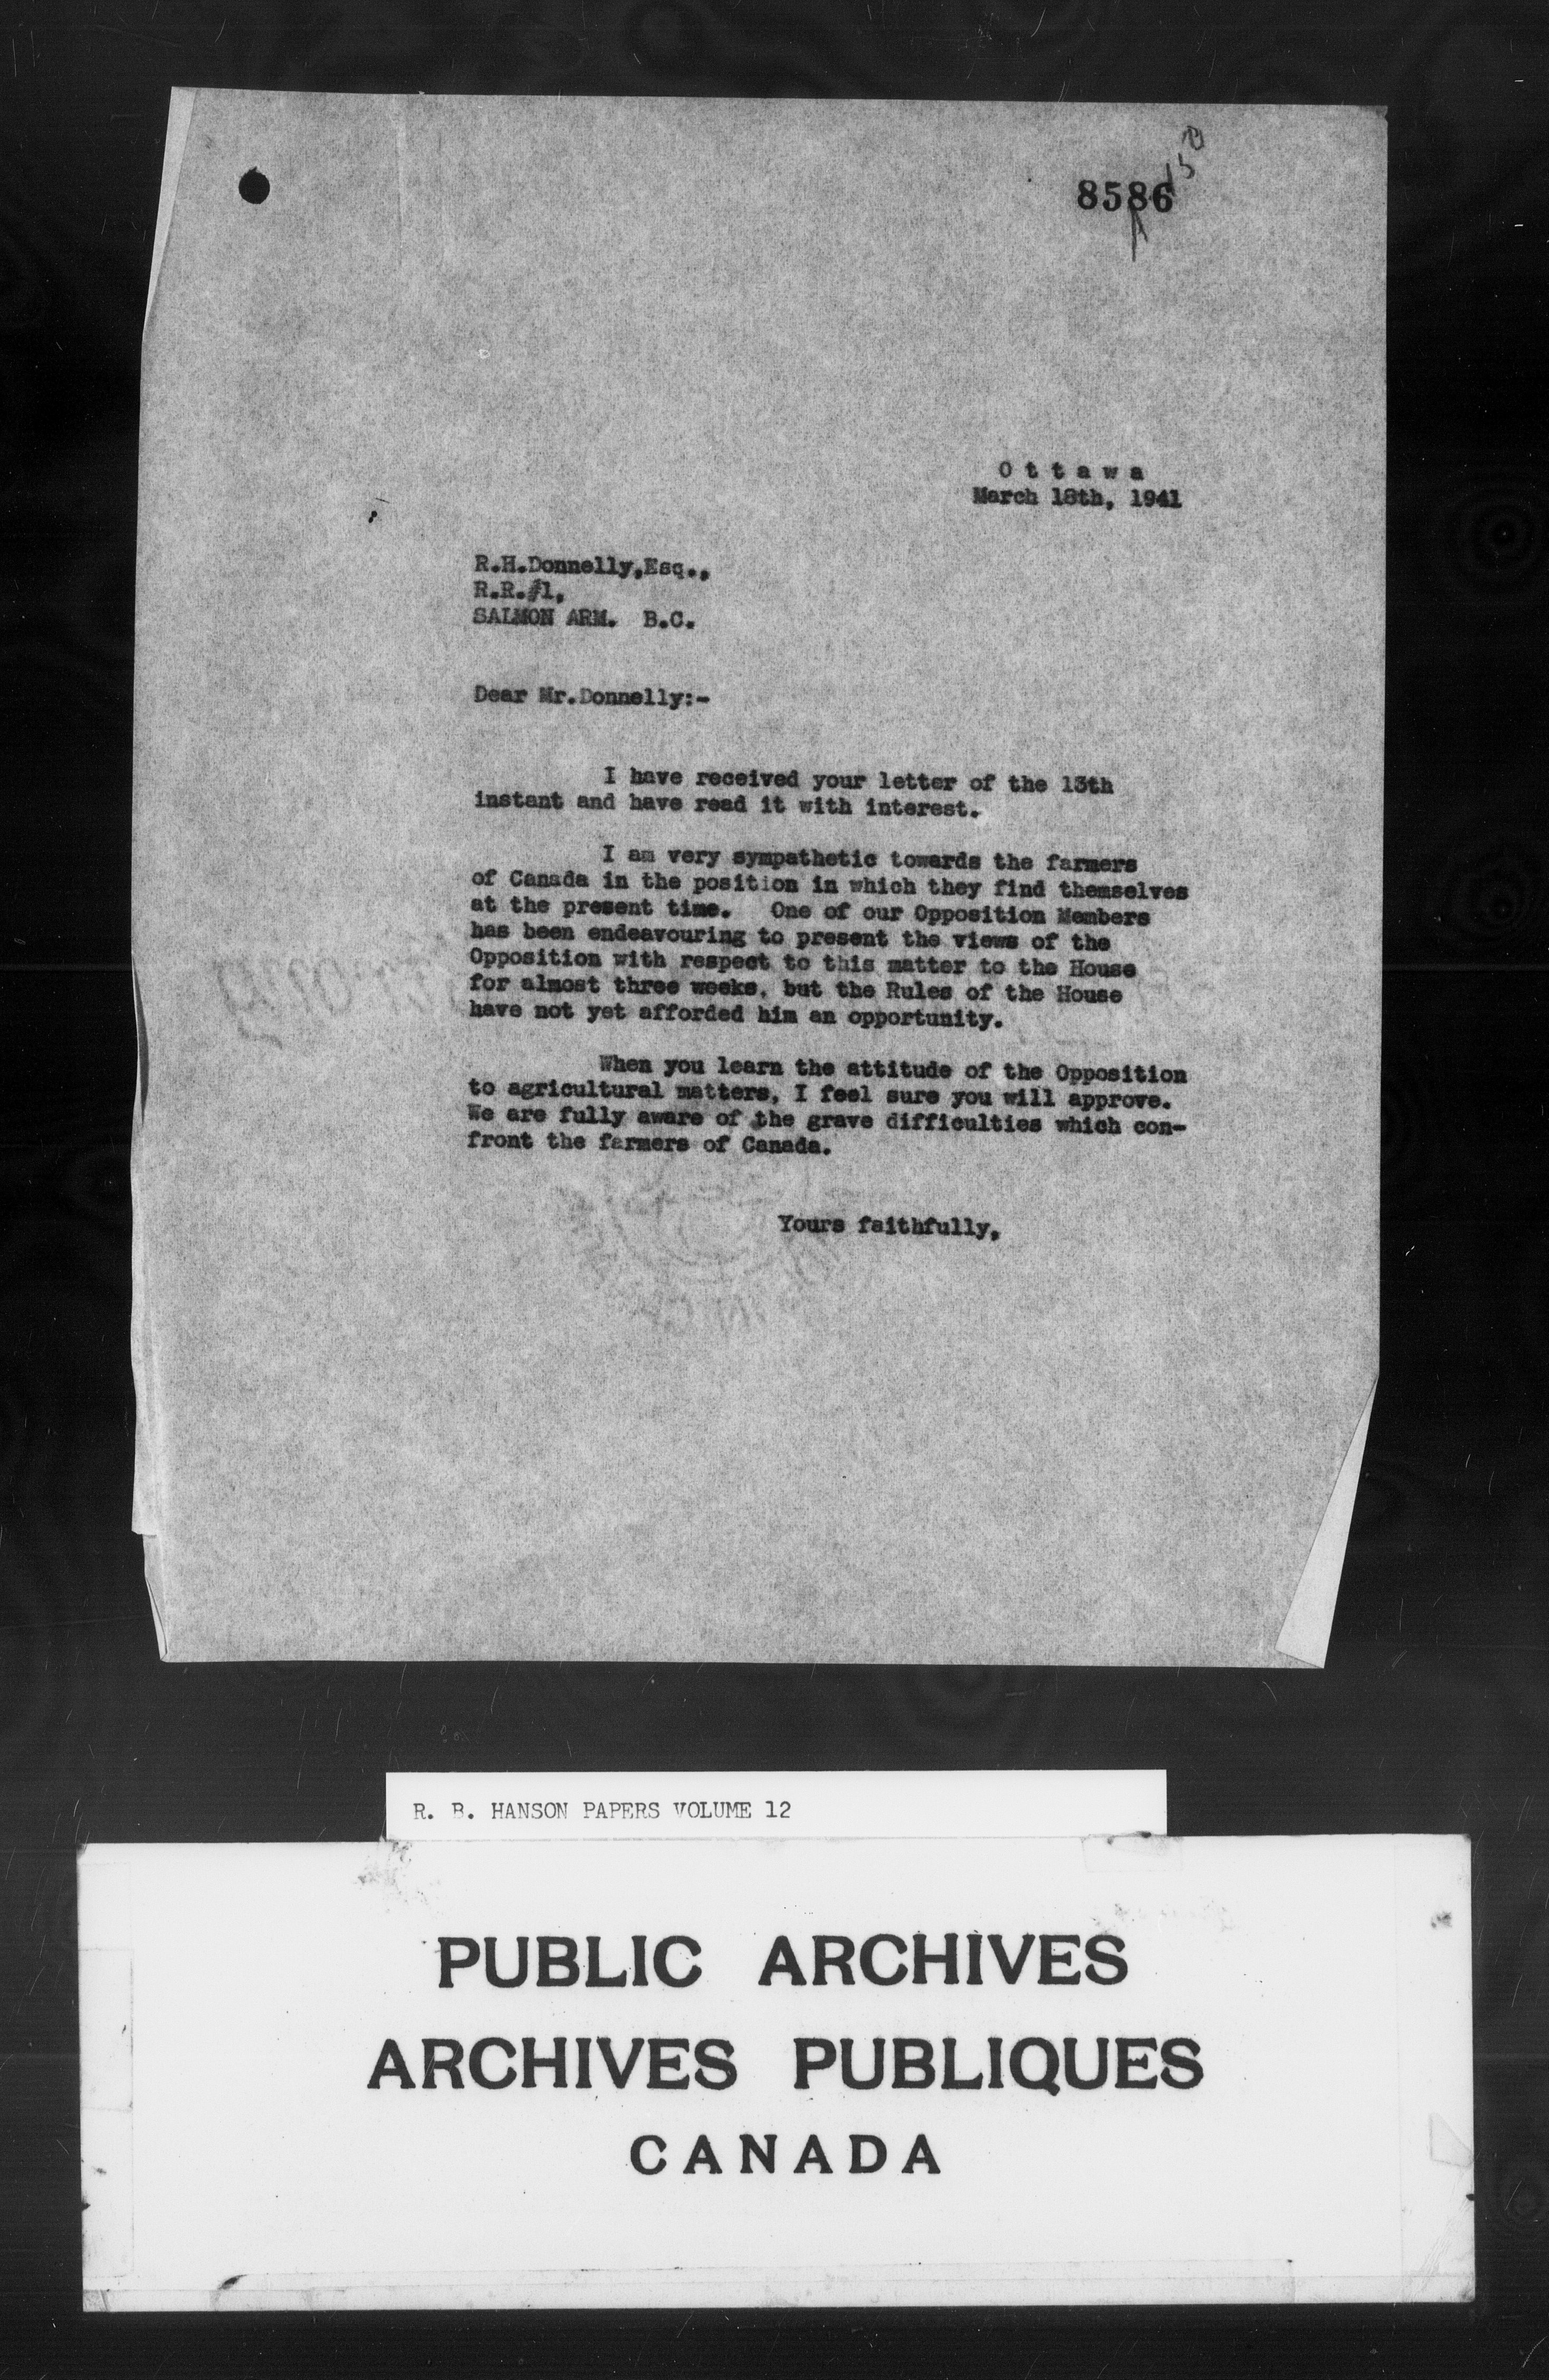 8586
Ottawa
March 18th, 1941
R.H.Donnelly,Esq.,
R.R.#1,
SALMON ARM. B.C.
Dear Mr.Donnelly:-
I have received your letter of the 13th
instant and have read it with interest.
I am very sympathetic towards the farmers
of Canada in the position in which they find themselves
at the present time. One of our Opposition Members
has been endeavouring to present the views of the
Opposition with respect to this matter to the House
for almost three weeks, but the Rules of the House
have not yet afforded him an opportunity.
When you learn the attitude of the Opposition
to agricultural matters, I feel sure you will approve.
We are fully aware of the grave difficulties which con-
front the farmers of Canada.
Yours faithfully,
R. B. HANSON PAPERS VOLUME 12
PUBLIC ARCHIVES
ARCHIVES PUBLIQUES
CANADA